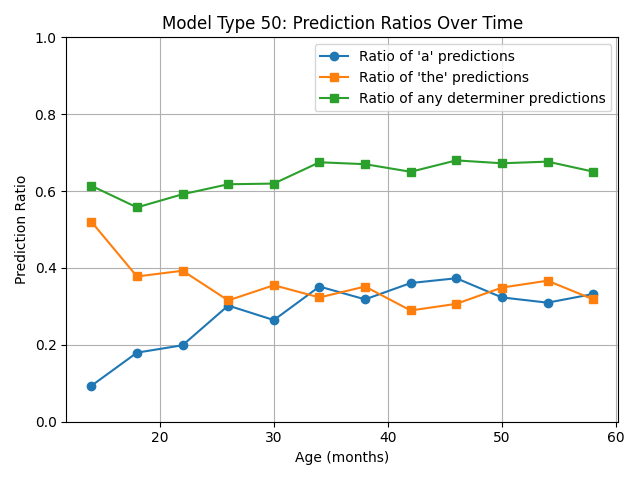 Model Type 50: Prediction Ratios Over Time
Ratio of 'a' predictions
Ratio of 'the' predictions
Ratio of any determiner predictions
Prediction Ratio
1.0
0.8
0.6
0.4
0.2
0.0
20
30
40
50
60
Age (months)